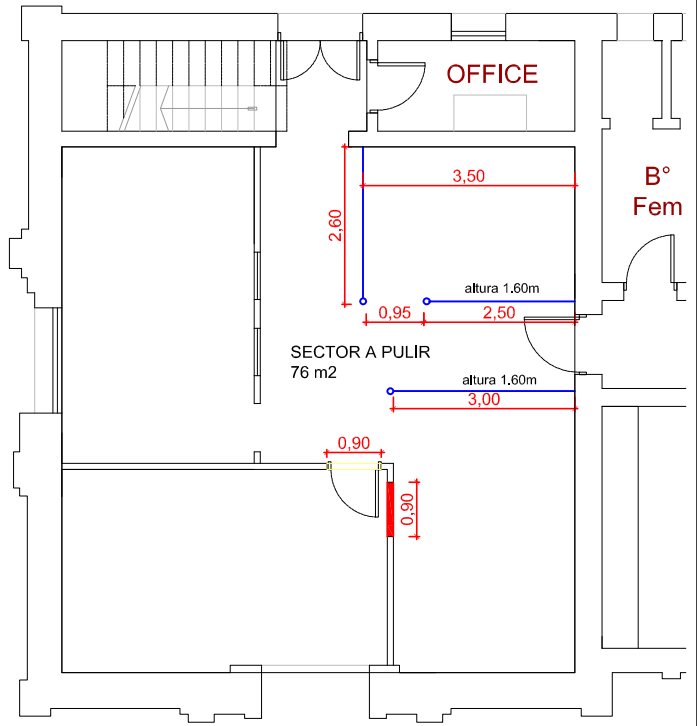 OFFICE
3,50
B°
Fem
2,60
altura 1.60m
0,95
2,50
SECTOR A PULIR
76 m2
altura 1.60m
3,00
0,90
0,90